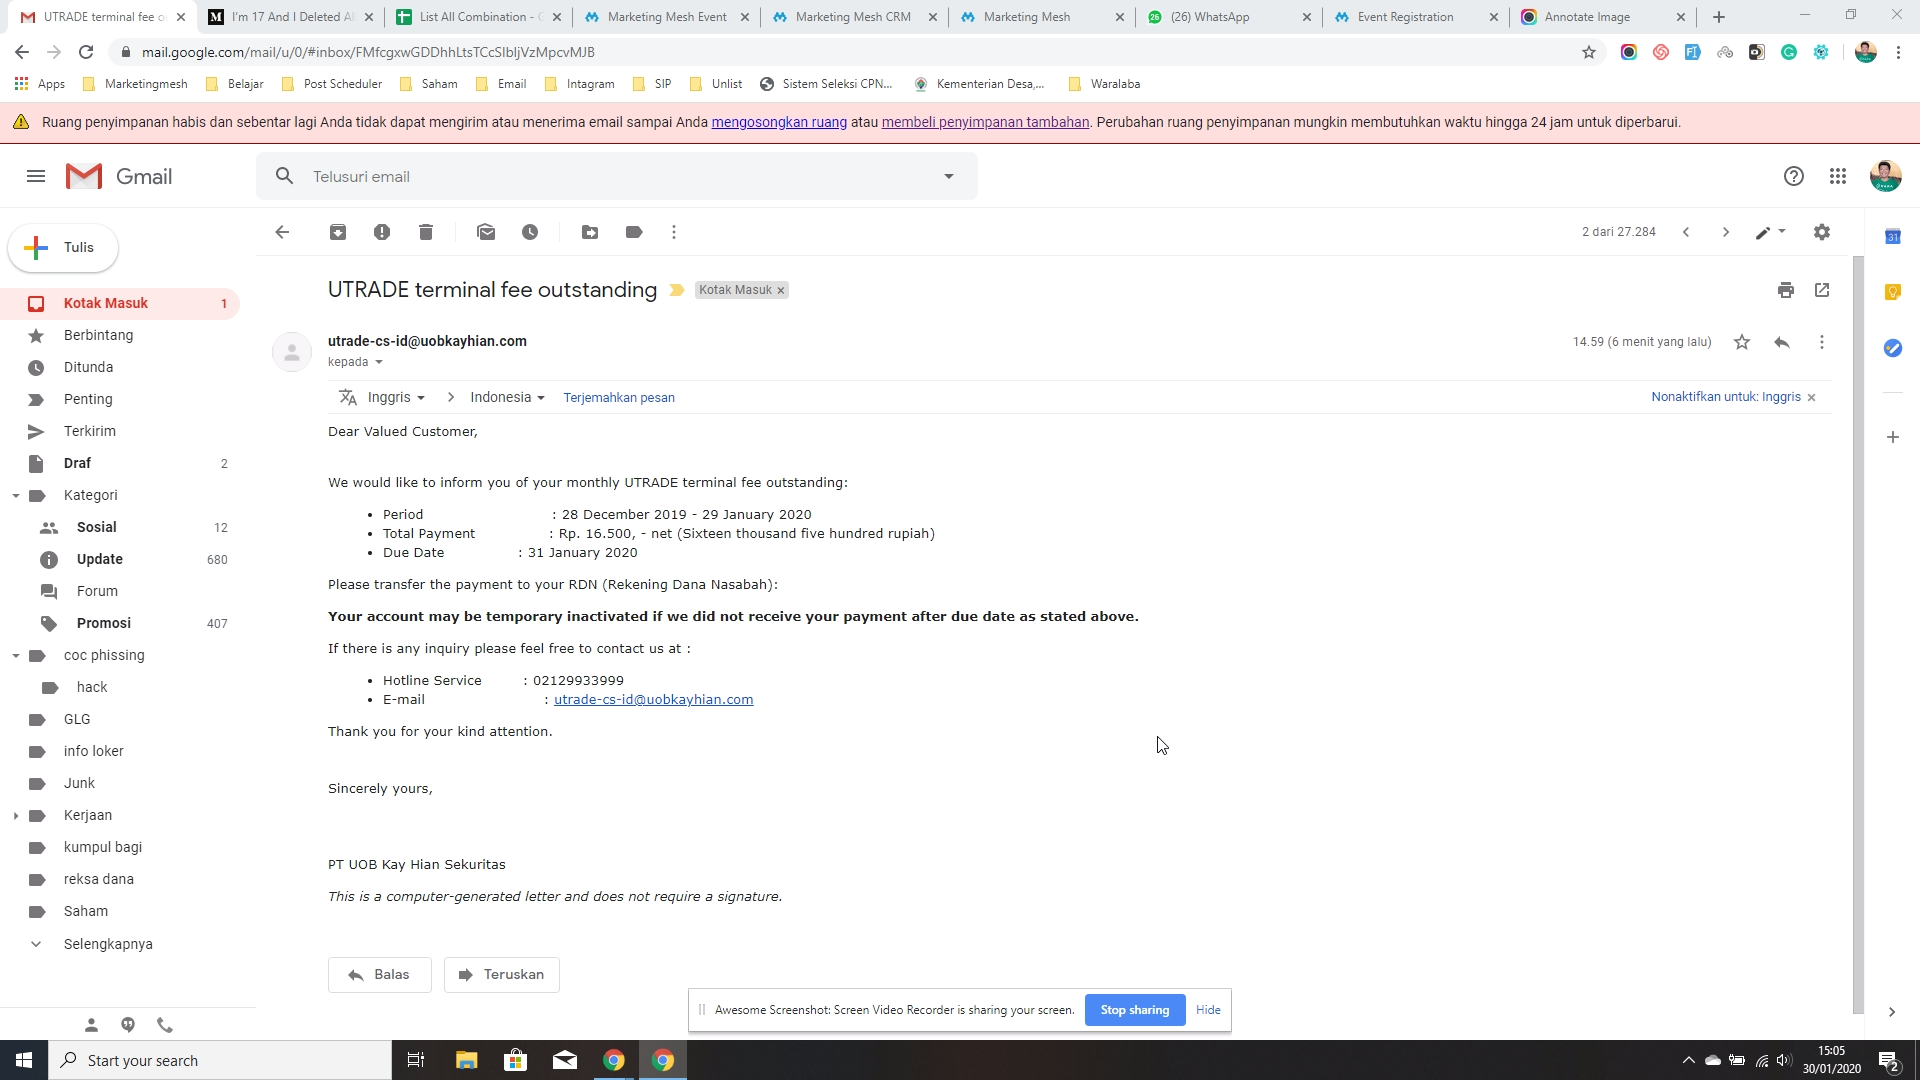 UTRADE terminal fee o
I'm 17 And I Deleted Al
List All Combination - G
Marketing Mesh Event
Marketing Mesh CRM
Marketing Mesh
(26) WhatsApp
Event Registration
Annotate Image
mail.google.com/mail/u/0/#inbox/FMfcgxwGDDhhLtsTCcSlbljVzMpcvMJB
Apps
Marketingmesh
Belajar
Post Scheduler
Saham
Email
Intagram
SIP
Unlist
Sistem Seleksi CPN...
Kementerian Desa,...
Waralaba
Ruang penyimpanan habis dan sebentar lagi Anda tidak dapat mengirim atau menerima email sampai Anda mengosongkan ruang atau membeli penyimpanan tambahan. Perubahan ruang penyimpanan mungkin membutuhkan waktu hingga 24 jam untuk diperbarui.
Gmail
Telusuri email
Tulis
2 dari 27.284
Kotak Masuk 1
Berbintang
Ditunda
Penting
Terkirim
Draf 2
Kategori
Sosial 12
Update 680
Forum
Promosi 407
coc phissing
hack
GLG
info loker
Junk
Kerjaan
kumpul bagi
reksa dana
Saham
Selengkapnya
UTRADE terminal fee outstanding
Kotak Masuk ×
utrade-cs-id@uobkayhian.com
14.59 (6 menit yang lalu)
kepada
Inggris > Indonesia Terjemahkan pesan
Nonaktifkan untuk: Inggris ×
Dear Valued Customer,
We would like to inform you of your monthly UTRADE terminal fee outstanding:
• Period : 28 December 2019 - 29 January 2020
• Total Payment : Rp. 16.500, - net (Sixteen thousand five hundred rupiah)
• Due Date : 31 January 2020
Please transfer the payment to your RDN (Rekening Dana Nasabah):
Your account may be temporary inactivated if we did not receive your payment after due date as stated above.
If there is any inquiry please feel free to contact us at :
• Hotline Service : 02129933999
• E-mail : utrade-cs-id@uobkayhian.com
Thank you for your kind attention.
Sincerely yours,
PT UOB Kay Hian Sekuritas
This is a computer-generated letter and does not require a signature.
Balas
Teruskan
Awesome Screenshot: Screen Video Recorder is sharing your screen.
Stop sharing
Hide
Start your search
15:05
30/01/2020
2